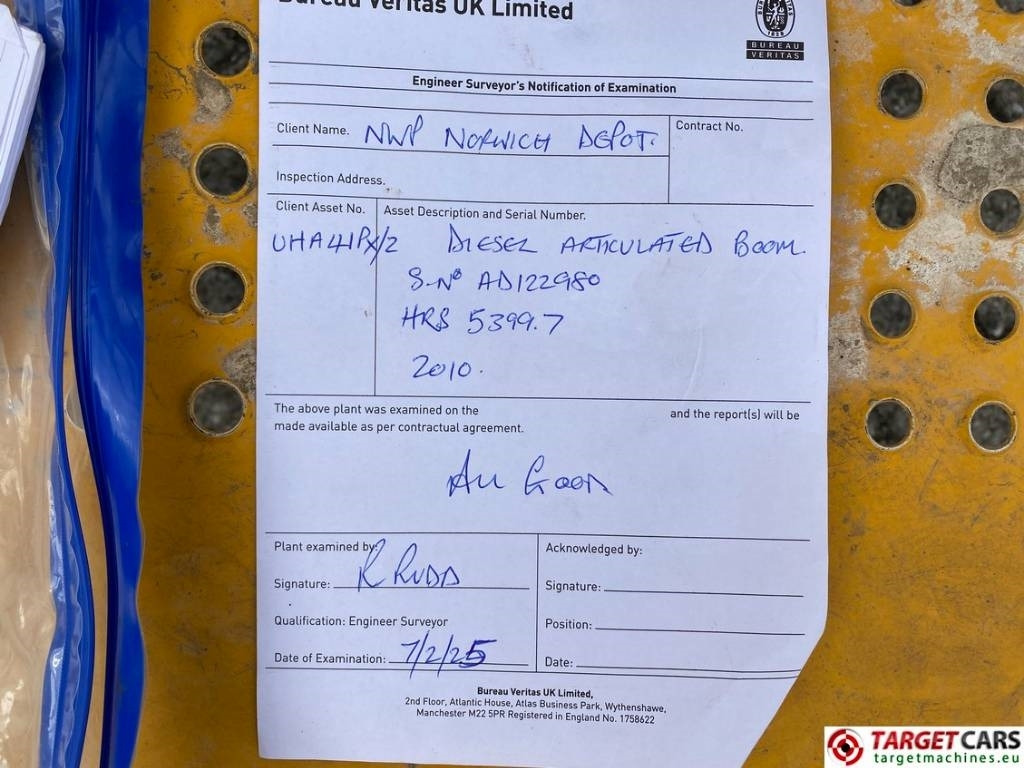 Bureau Veritas UK Limited
BUREAU
VERITAS
Engineer Surveyor's Notification of Examination
Client Name. NWP NORWICH DEPOT.
Contract No.
Inspection Address.
Client Asset No.
Asset Description and Serial Number.
UHA41PX/2 DIESEL ARTICULATED BOOM.
S-No AD122980
HRS 5399.7
2010.
The above plant was examined on the and the report(s) will be
made available as per contractual agreement.
All Good
Plant examined by:
Signature: R RUDD
Qualification: Engineer Surveyor
Date of Examination: 7/2/25
Acknowledged by:
Signature:
Position:
Date:
Bureau Veritas UK Limited,
2nd Floor, Atlantic House, Atlas Business Park, Wythenshawe,
Manchester M22 5PR Registered in England No. 1758622
TARGETCARS
targetmachines.eu